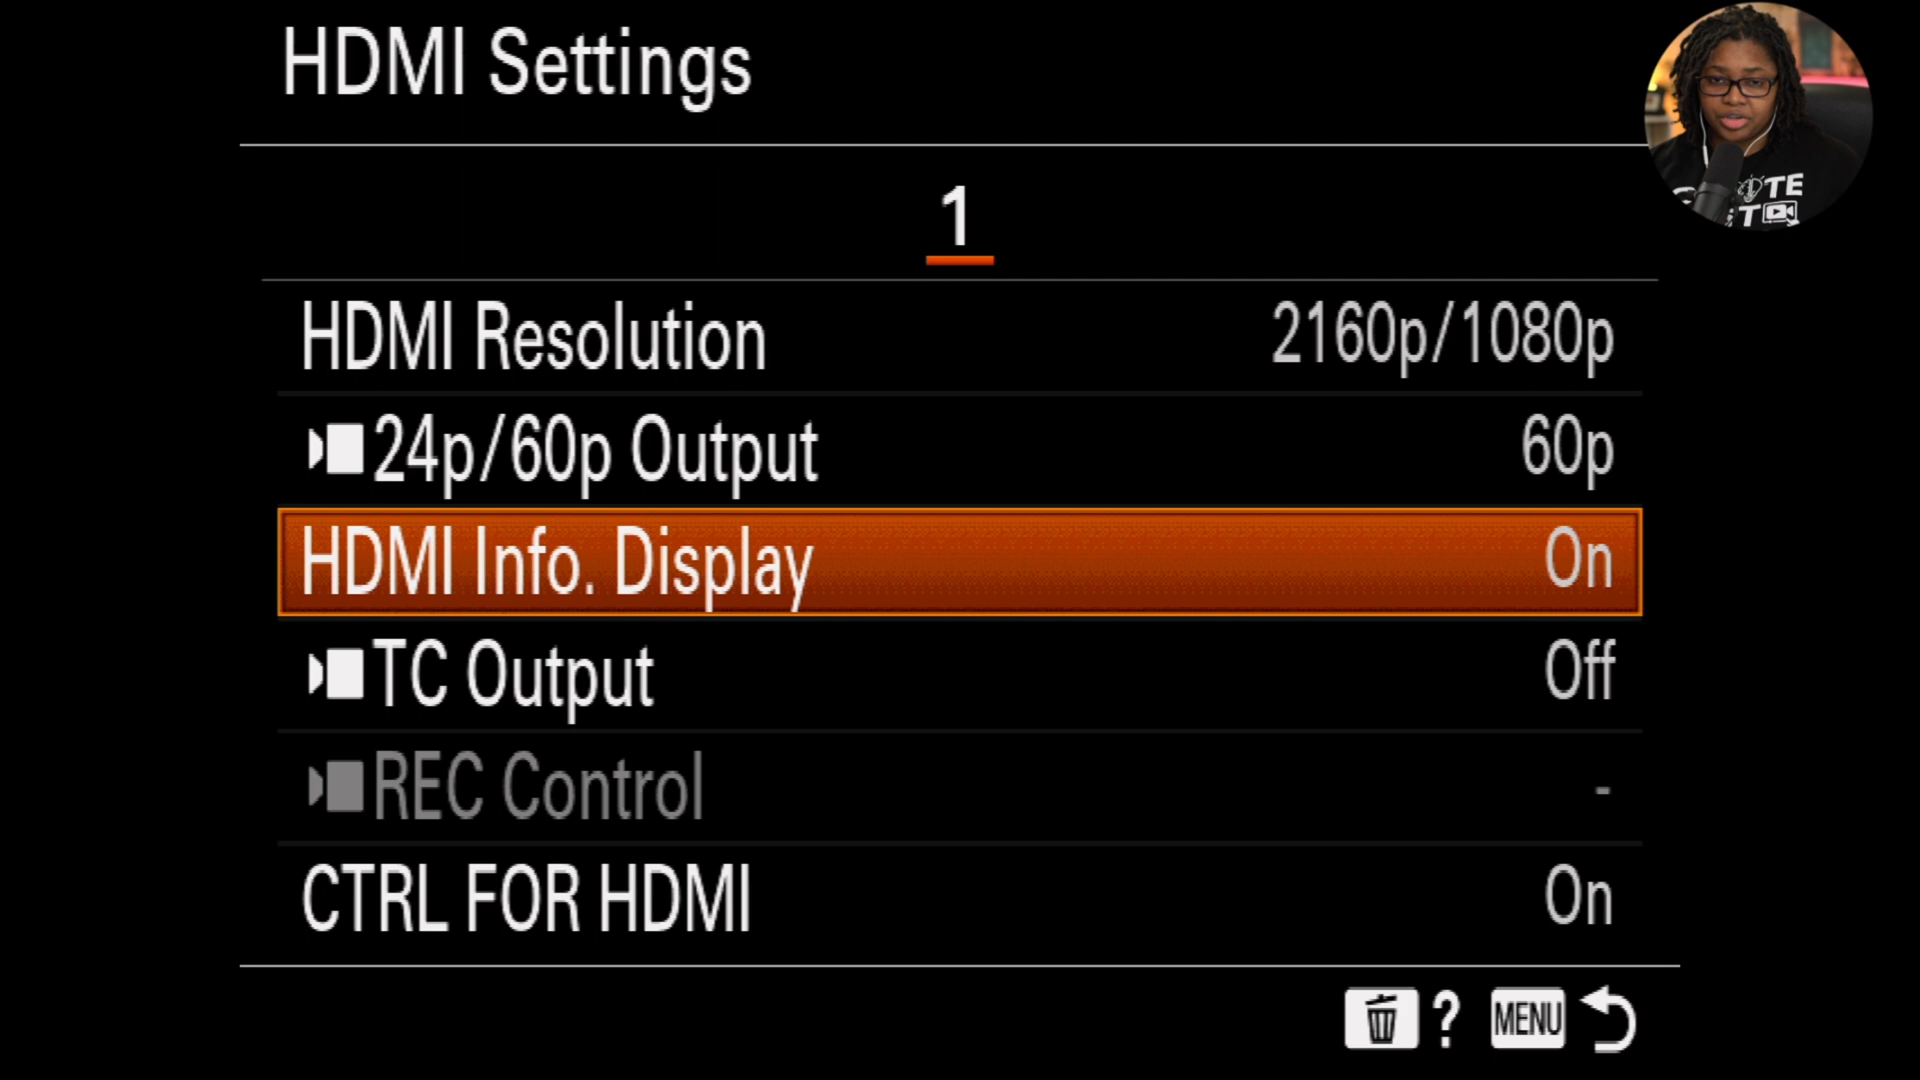 HDMI Settings
1
HDMI Resolution 2160p/1080p
24p/60p Output 60p
HDMI Info. Display On
TC Output Off
REC Control -
CTRL FOR HDMI On
? MENU